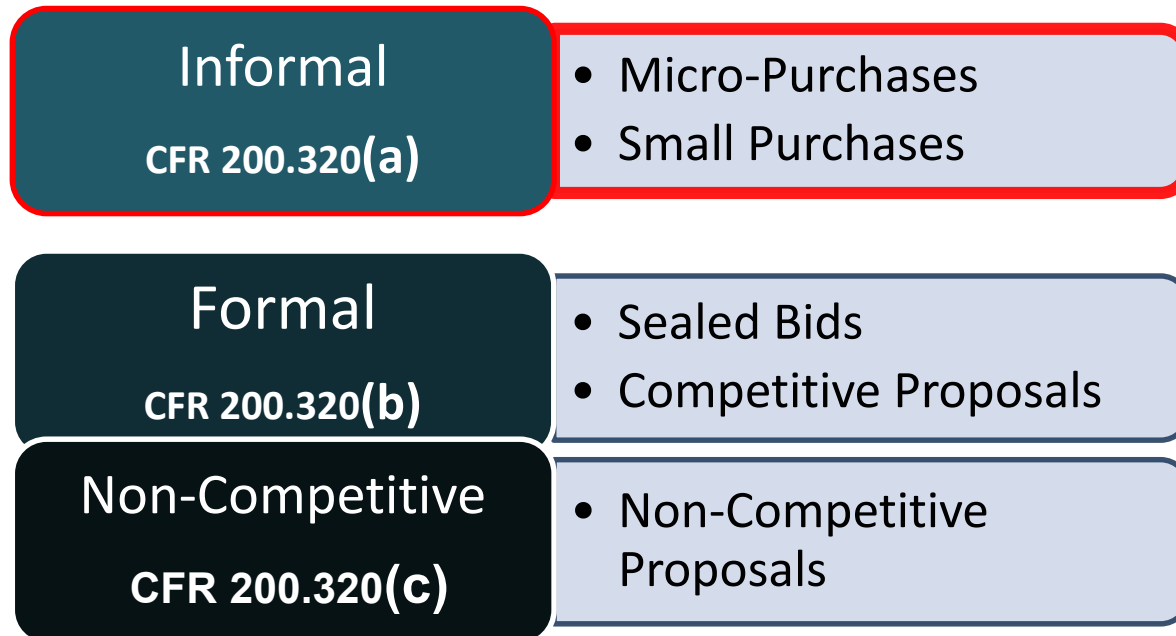 Informal
CFR 200.320(a)
• Micro-Purchases
• Small Purchases
Formal
CFR 200.320(b)
• Sealed Bids
• Competitive Proposals
Non-Competitive
CFR 200.320(c)
• Non-Competitive
Proposals